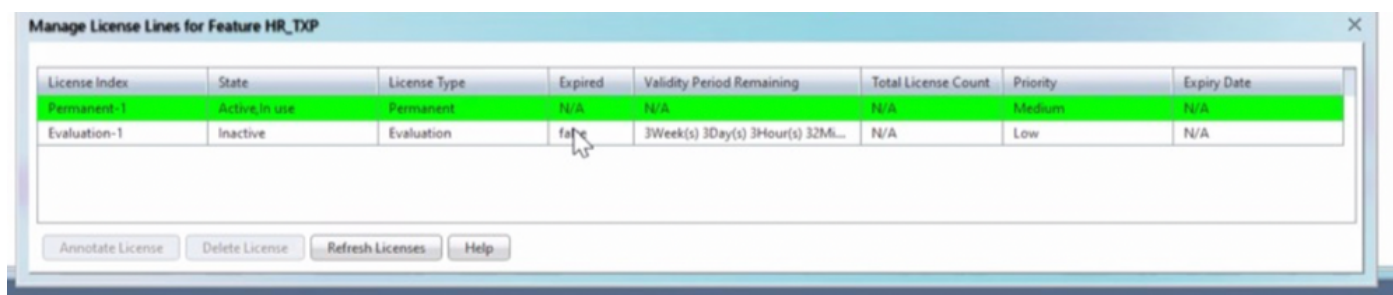 Manage License Lines for Feature HR_TXP
License Index State License Type Expired Validity Period Remaining Total License Count Priority Expiry Date
Permanent-1 Active,In use Permanent N/A N/A N/A Medium N/A
Evaluation-1 Inactive Evaluation 3Week(s) 3Day(s) 3Hour(s) 32Mi... N/A Low N/A
Annotate License Delete License Refresh Licenses Help